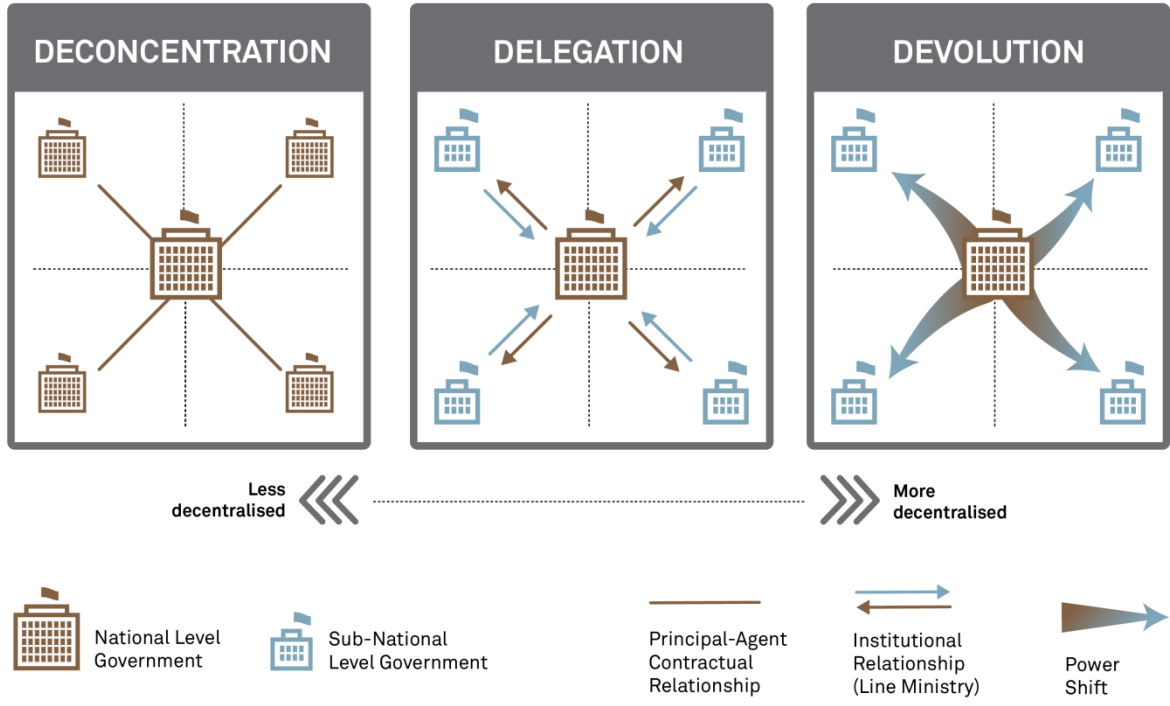 DECONCENTRATION
DELEGATION
DEVOLUTION
Less
decentralised
More
decentralised
National Level
Government
Sub-National
Level Government
Principal-Agent
Contractual
Relationship
Institutional
Relationship
(Line Ministry)
Power
Shift